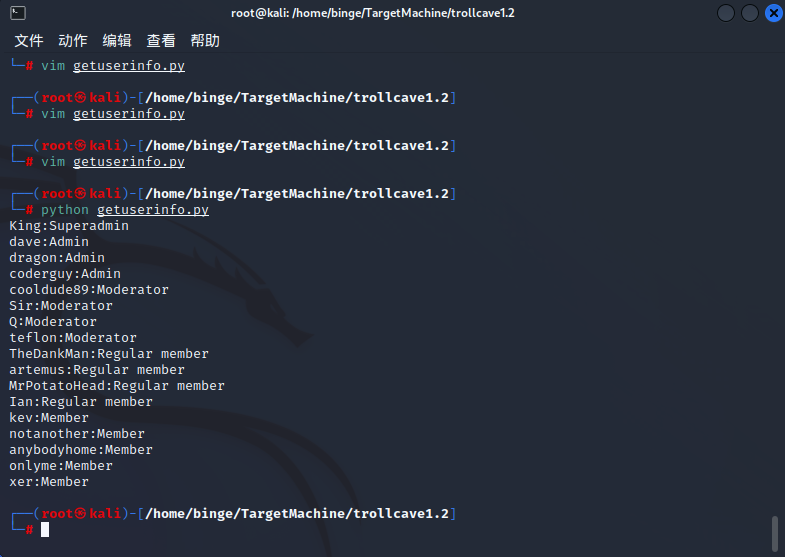 root@kali: /home/binge/TargetMachine/trollcave1.2
文件 动作 编辑 查看 帮助
└─# vim getuserinfo.py
┌──(root㉿kali)-[/home/binge/TargetMachine/trollcave1.2]
└─# vim getuserinfo.py
┌──(root㉿kali)-[/home/binge/TargetMachine/trollcave1.2]
└─# vim getuserinfo.py
┌──(root㉿kali)-[/home/binge/TargetMachine/trollcave1.2]
└─# python getuserinfo.py
King:Superadmin
dave:Admin
dragon:Admin
coderguy:Admin
cooldude89:Moderator
Sir:Moderator
Q:Moderator
teflon:Moderator
TheDankMan:Regular member
artemus:Regular member
MrPotatoHead:Regular member
Ian:Regular member
kev:Member
notanother:Member
anybodyhome:Member
onlyme:Member
xer:Member
┌──(root㉿kali)-[/home/binge/TargetMachine/trollcave1.2]
└─#